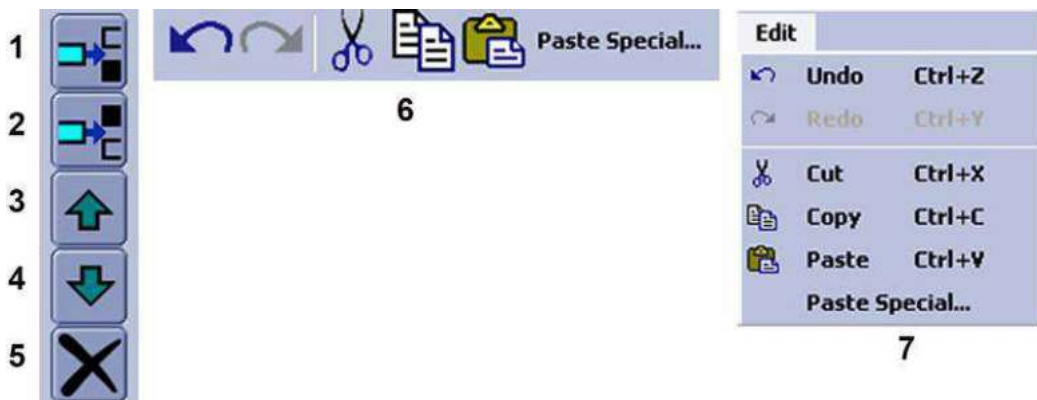 1
2
3
4
5
Paste Special...
6
Edit
Undo Ctrl+Z
Redo Ctrl+Y
Cut Ctrl+X
Copy Ctrl+C
Paste Ctrl+V
Paste Special...
7